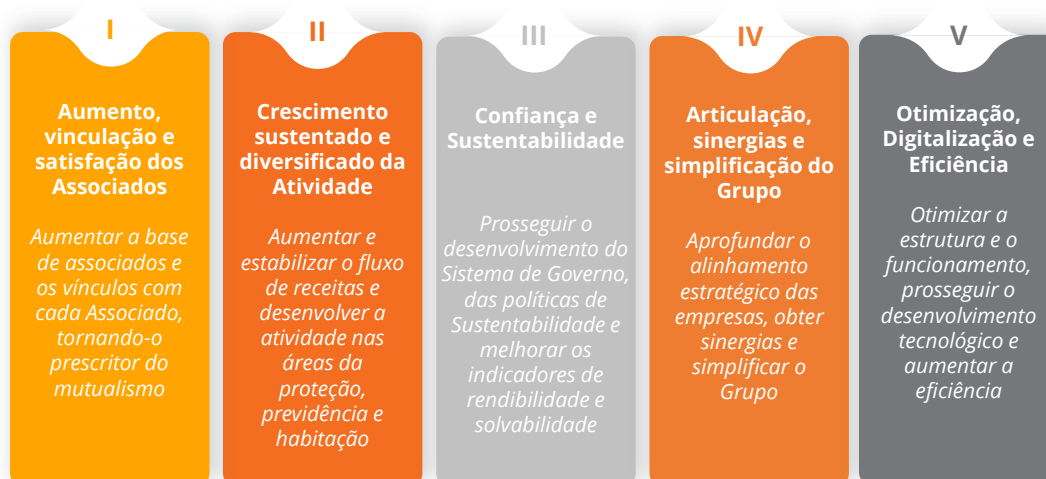 I
Aumento,
vinculação e
satisfação dos
Associados
Aumentar a base
de associados e
os vínculos com
cada Associado,
tornando-o
prescritor do
mutualismo
II
Crescimento
sustentado e
diversificado da
Atividade
Aumentar e
estabilizar o fluxo
de receitas e
desenvolver a
atividade nas
áreas da
proteção,
previdência e
habitação
III
Confiança e
Sustentabilidade
Prosseguir o
desenvolvimento do
Sistema de Governo,
das políticas de
Sustentabilidade e
melhorar os
indicadores de
rendibilidade e
solvabilidade
IV
Articulação,
sinergias e
simplificação do
Grupo
Aprofundar o
alinhamento
estratégico das
empresas, obter
sinergias e
simplificar o
Grupo
V
Otimização,
Digitalização e
Eficiência
Otimizar a
estrutura e o
funcionamento,
prosseguir o
desenvolvimento
tecnológico e
aumentar a
eficiência